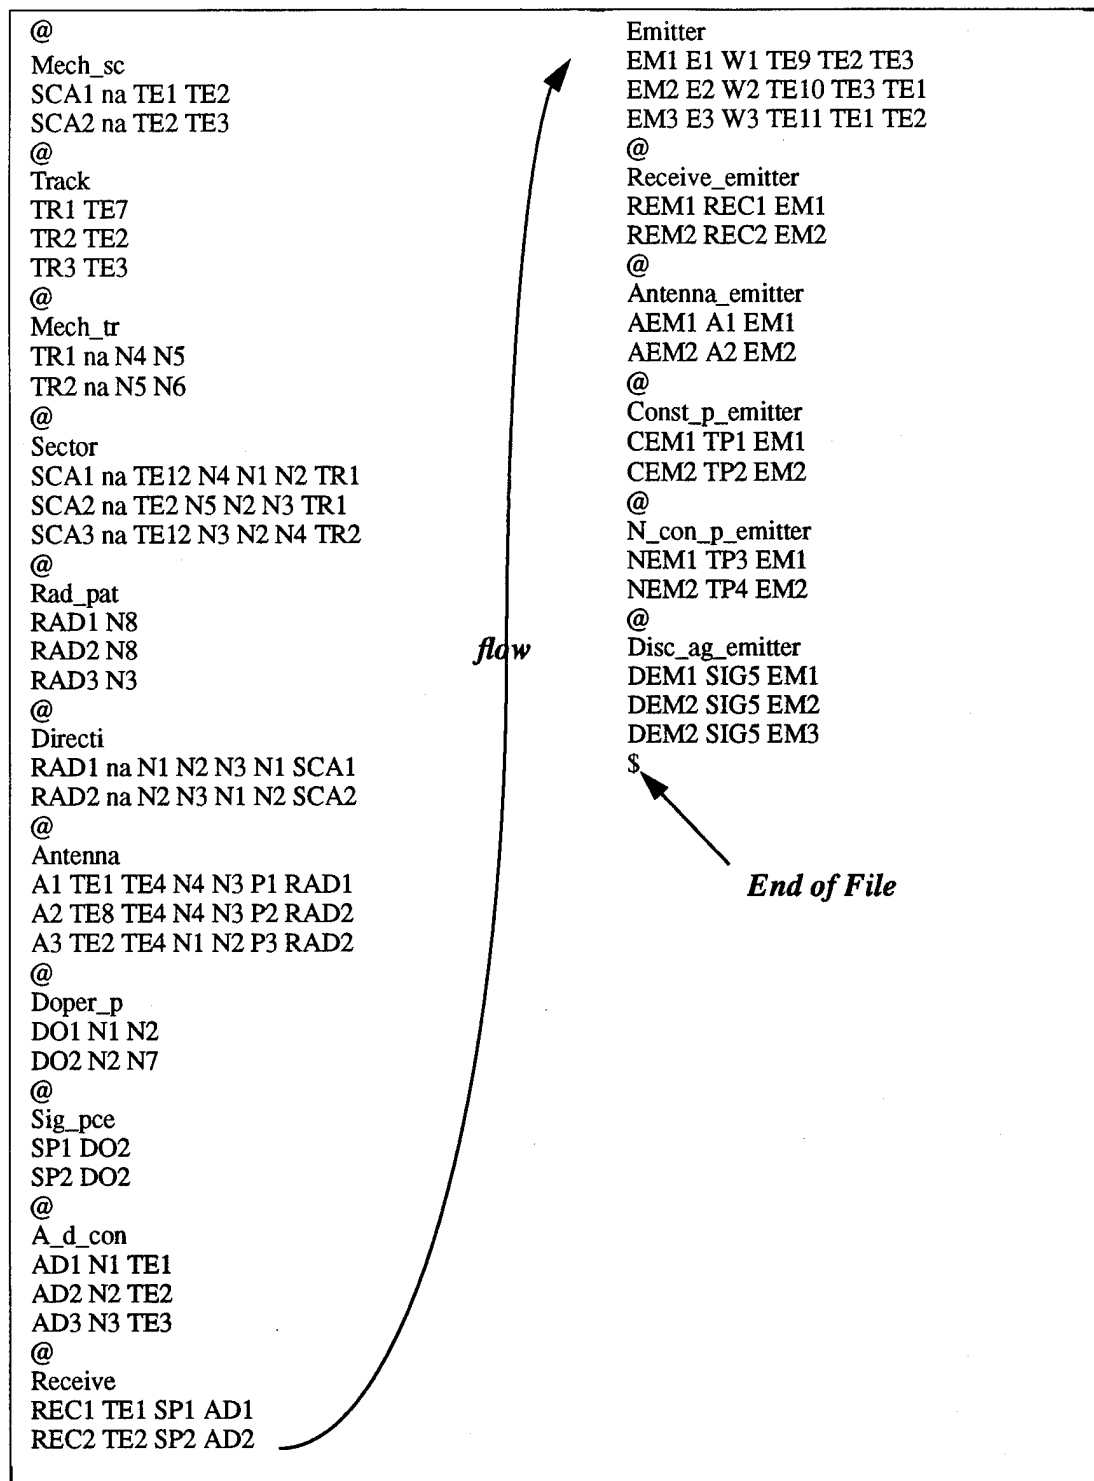 @
Mech_sc
SCA1 na TE1 TE2
SCA2 na TE2 TE3
@
Track
TR1 TE7
TR2 TE2
TR3 TE3
@
Mech_tr
TR1 na N4 N5
TR2 na N5 N6
@
Sector
SCA1 na TE12 N4 N1 N2 TR1
SCA2 na TE2 N5 N2 N3 TR1
SCA3 na TE12 N3 N2 N4 TR2
@
Rad_pat
RAD1 N8
RAD2 N8
RAD3 N3
@
Directi
RAD1 na N1 N2 N3 N1 SCA1
RAD2 na N2 N3 N1 N2 SCA2
@
Antenna
A1 TE1 TE4 N4 N3 P1 RAD1
A2 TE8 TE4 N4 N3 P2 RAD2
A3 TE2 TE4 N1 N2 P3 RAD2
@
Doper_p
DO1 N1 N2
DO2 N2 N7
@
Sig_pce
SP1 DO2
SP2 DO2
@
A_d_con
AD1 N1 TE1
AD2 N2 TE2
AD3 N3 TE3
@
Receive
REC1 TE1 SP1 AD1
REC2 TE2 SP2 AD2
flow
Emitter
EM1 E1 W1 TE9 TE2 TE3
EM2 E2 W2 TE10 TE3 TE1
EM3 E3 W3 TE11 TE1 TE2
@
Receive_emitter
REM1 REC1 EM1
REM2 REC2 EM2
@
Antenna_emitter
AEM1 A1 EM1
AEM2 A2 EM2
@
Const_p_emitter
CEM1 TP1 EM1
CEM2 TP2 EM2
@
N_con_p_emitter
NEM1 TP3 EM1
NEM2 TP4 EM2
@
Disc_ag_emitter
DEM1 SIG5 EM1
DEM2 SIG5 EM2
DEM2 SIG5 EM3
$
End of File